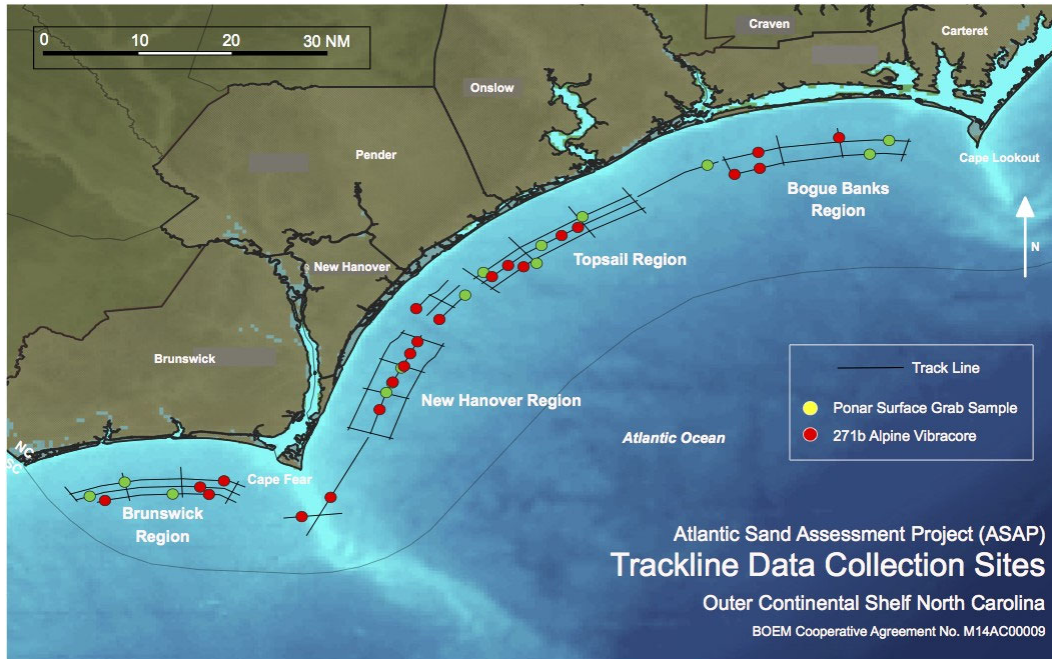 0 10 20 30 NM
Craven
Carteret
Onslow
Pender
Cape Lookout
Bogue Banks
Region
N
Topsail Region
New Hanover
Brunswick
Track Line
New Hanover Region
Ponar Surface Grab Sample
271b Alpine Vibracore
Atlantic Ocean
NC
SC
Cape Fear
Brunswick
Region
Atlantic Sand Assessment Project (ASAP)
Trackline Data Collection Sites
Outer Continental Shelf North Carolina
BOEM Cooperative Agreement No. M14AC00009